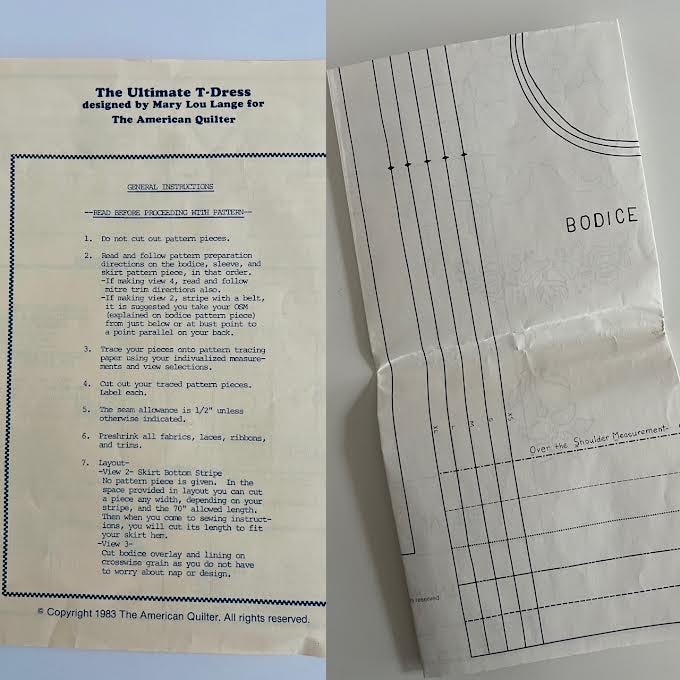 The Ultimate T-Dress
designed by Mary Lou Lange for
The American Quilter
GENERAL INSTRUCTIONS
--READ BEFORE PROCEEDING WITH PATTERN--
1. Do not cut out pattern pieces.
2. Read and follow pattern preparation
directions on the bodice, sleeve, and
skirt pattern piece, in that order.
-If making view 4, read and follow
mitre trim directions also.
-If making view 2, stripe with a belt,
it is suggested you take your OSM
(explained on bodice pattern piece)
from just below or at bust point to
a point parallel on your back.
3. Trace your pieces onto pattern tracing
paper using your indivualized measure-
ments and view selections.
4. Cut out your traced pattern pieces.
Label each.
5. The seam allowance is 1/2" unless
otherwise indicated.
6. Preshrink all fabrics, laces, ribbons,
and trims.
7. Layout-
-View 2- Skirt Bottom Stripe
No pattern piece is given. In the
space provided in layout you can cut
a piece any width, depending on your
stripe, and the 70" allowed length.
Then when you come to sewing instruct-
ions, you will cut its length to fit
your skirt hem.
-View 3-
Cut bodice overlay and lining on
crosswise grain as you do not have
to worry about nap or design.
© Copyright 1983 The American Quilter. All rights reserved.
BODICE
XL L M S XS
Over the Shoulder Measurement-
reserved